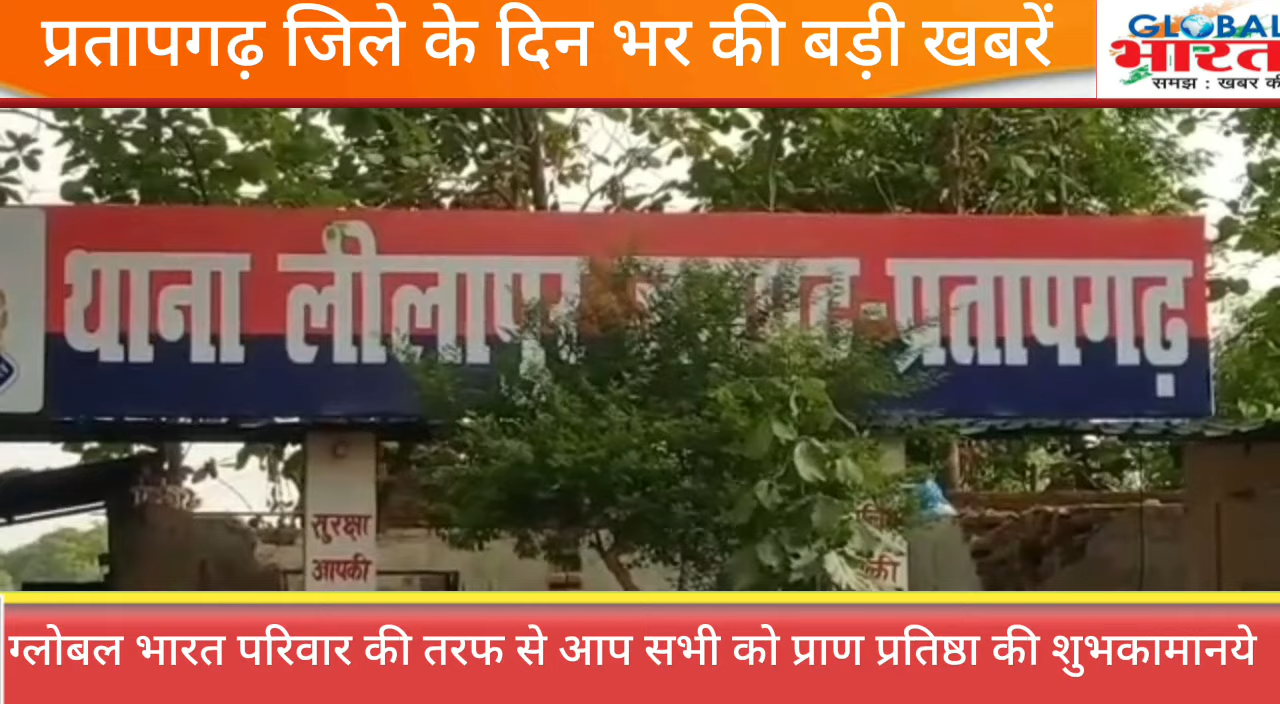 प्रतापगढ़ जिले के दिन भर की बड़ी खबरें
GLOBAL
भारत
समझ : खबर की
थाना लीलापुर जनपद-प्रतापगढ़
सुरक्षा
आपकी
ग्लोबल भारत परिवार की तरफ से आप सभी को प्राण प्रतिष्ठा की शुभकामानये